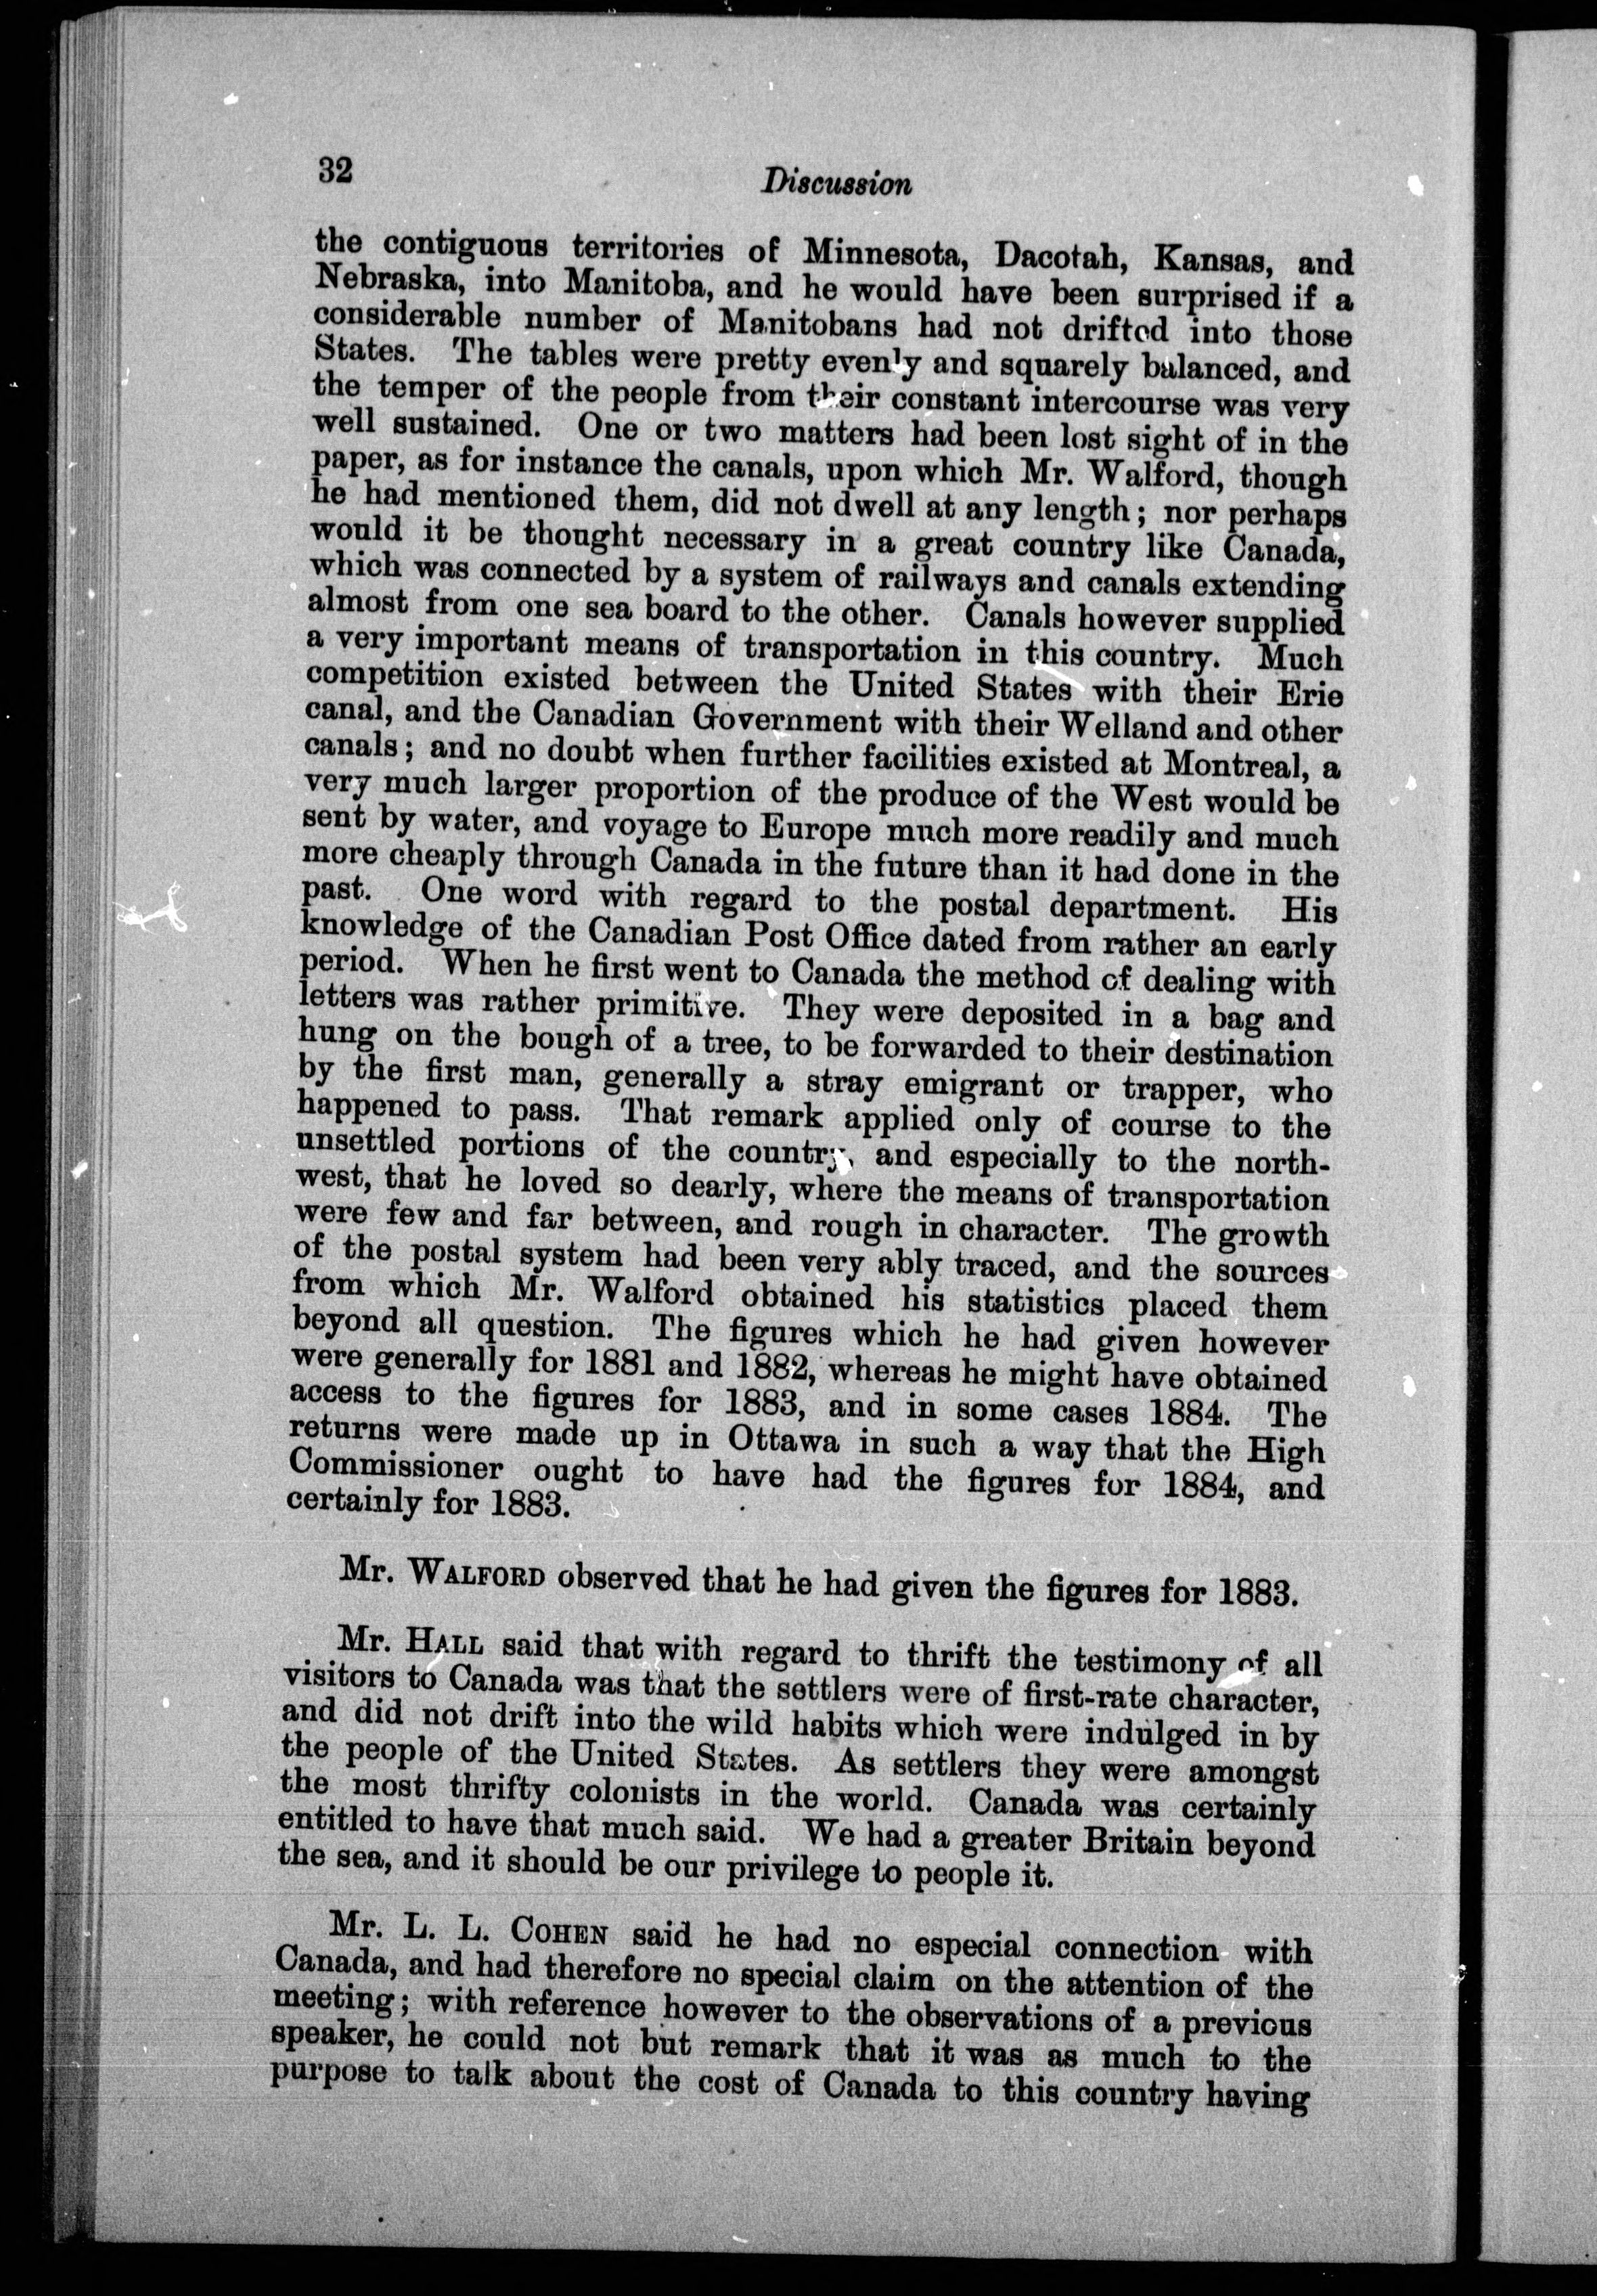 32
Discussion
the contiguous territories of Minnesota, Dacotah, Kansas, and
Nebraska, into Manitoba, and he would have been surprised if a
considerable number of Manitobans had not drifted into those
States. The tables were pretty evenly and squarely balanced, and
the temper of the people from their constant intercourse was very
well sustained. One or two matters had been lost sight of in the
paper, as for instance the canals, upon which Mr. Walford, though
he had mentioned them, did not dwell at any length; nor perhaps
would it be thought necessary in a great country like Canada,
which was connected by a system of railways and canals extending
almost from one sea board to the other. Canals however supplied
a very important means of transportation in this country. Much
competition existed between the United States with their Erie
canal, and the Canadian Government with their Welland and other
canals; and no doubt when further facilities existed at Montreal, a
very much larger proportion of the produce of the West would be
sent by water, and voyage to Europe much more readily and much
more cheaply through Canada in the future than it had done in the
past. One word with regard to the postal department. His
knowledge of the Canadian Post Office dated from rather an early
period. When he first went to Canada the method of dealing with
letters was rather primitive. They were deposited in a bag and
hung on the bough of a tree, to be forwarded to their destination
by the first man, generally a stray emigrant or trapper, who
happened to pass. That remark applied only of course to the
unsettled portions of the country, and especially to the north-
west, that he loved so dearly, where the means of transportation
were few and far between, and rough in character. The growth
of the postal system had been very ably traced, and the sources
from which Mr. Walford obtained his statistics placed them
beyond all question. The figures which he had given however
were generally for 1881 and 1882, whereas he might have obtained
access to the figures for 1883, and in some cases 1884. The
returns were made up in Ottawa in such a way that the High
Commissioner ought to have had the figures for 1884, and
certainly for 1883.
Mr. WALFORD observed that he had given the figures for 1883.
Mr. HALL said that with regard to thrift the testimony of all
visitors to Canada was that the settlers were of first-rate character,
and did not drift into the wild habits which were indulged in by
the people of the United States. As settlers they were amongst
the most thrifty colonists in the world. Canada was certainly
entitled to have that much said. We had a greater Britain beyond
the sea, and it should be our privilege to people it.
Mr. L. L. COHEN said he had no especial connection with
Canada, and had therefore no special claim on the attention of the
meeting; with reference however to the observations of a previous
speaker, he could not but remark that it was as much to the
purpose to talk about the cost of Canada to this country having